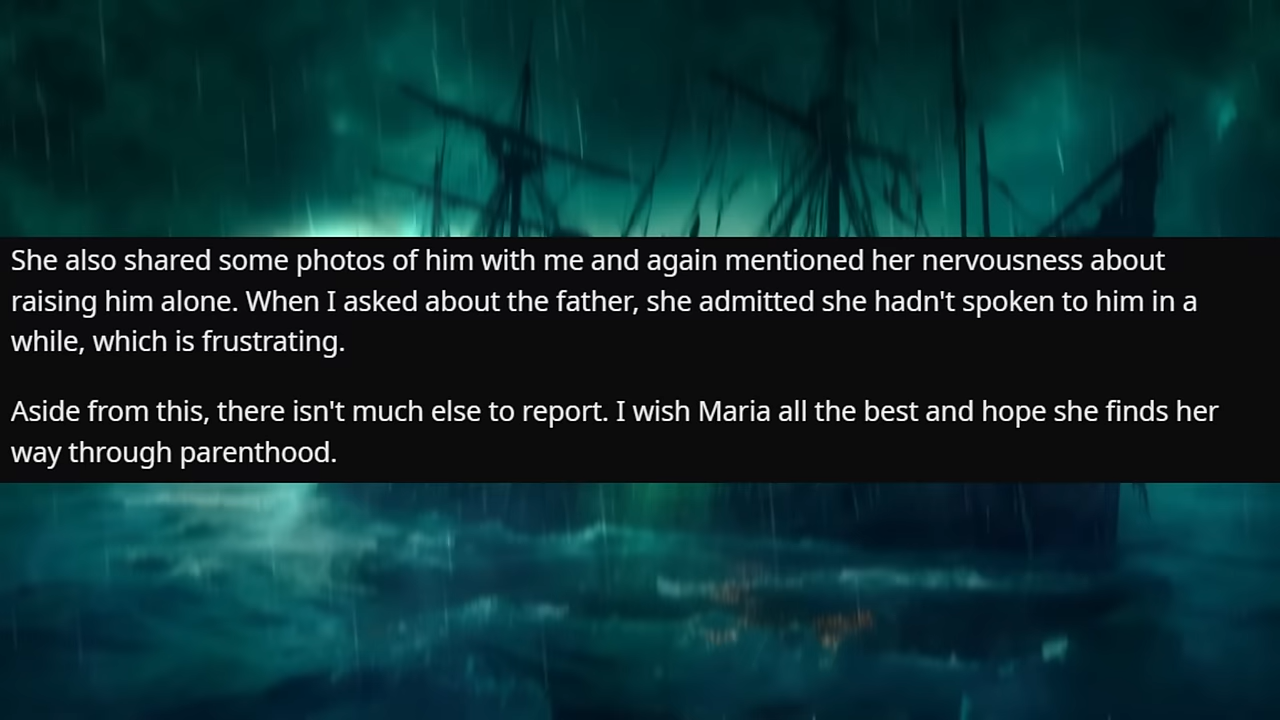 She also shared some photos of him with me and again mentioned her nervousness about
raising him alone. When I asked about the father, she admitted she hadn't spoken to him in a
while, which is frustrating.
Aside from this, there isn't much else to report. I wish Maria all the best and hope she finds her
way through parenthood.